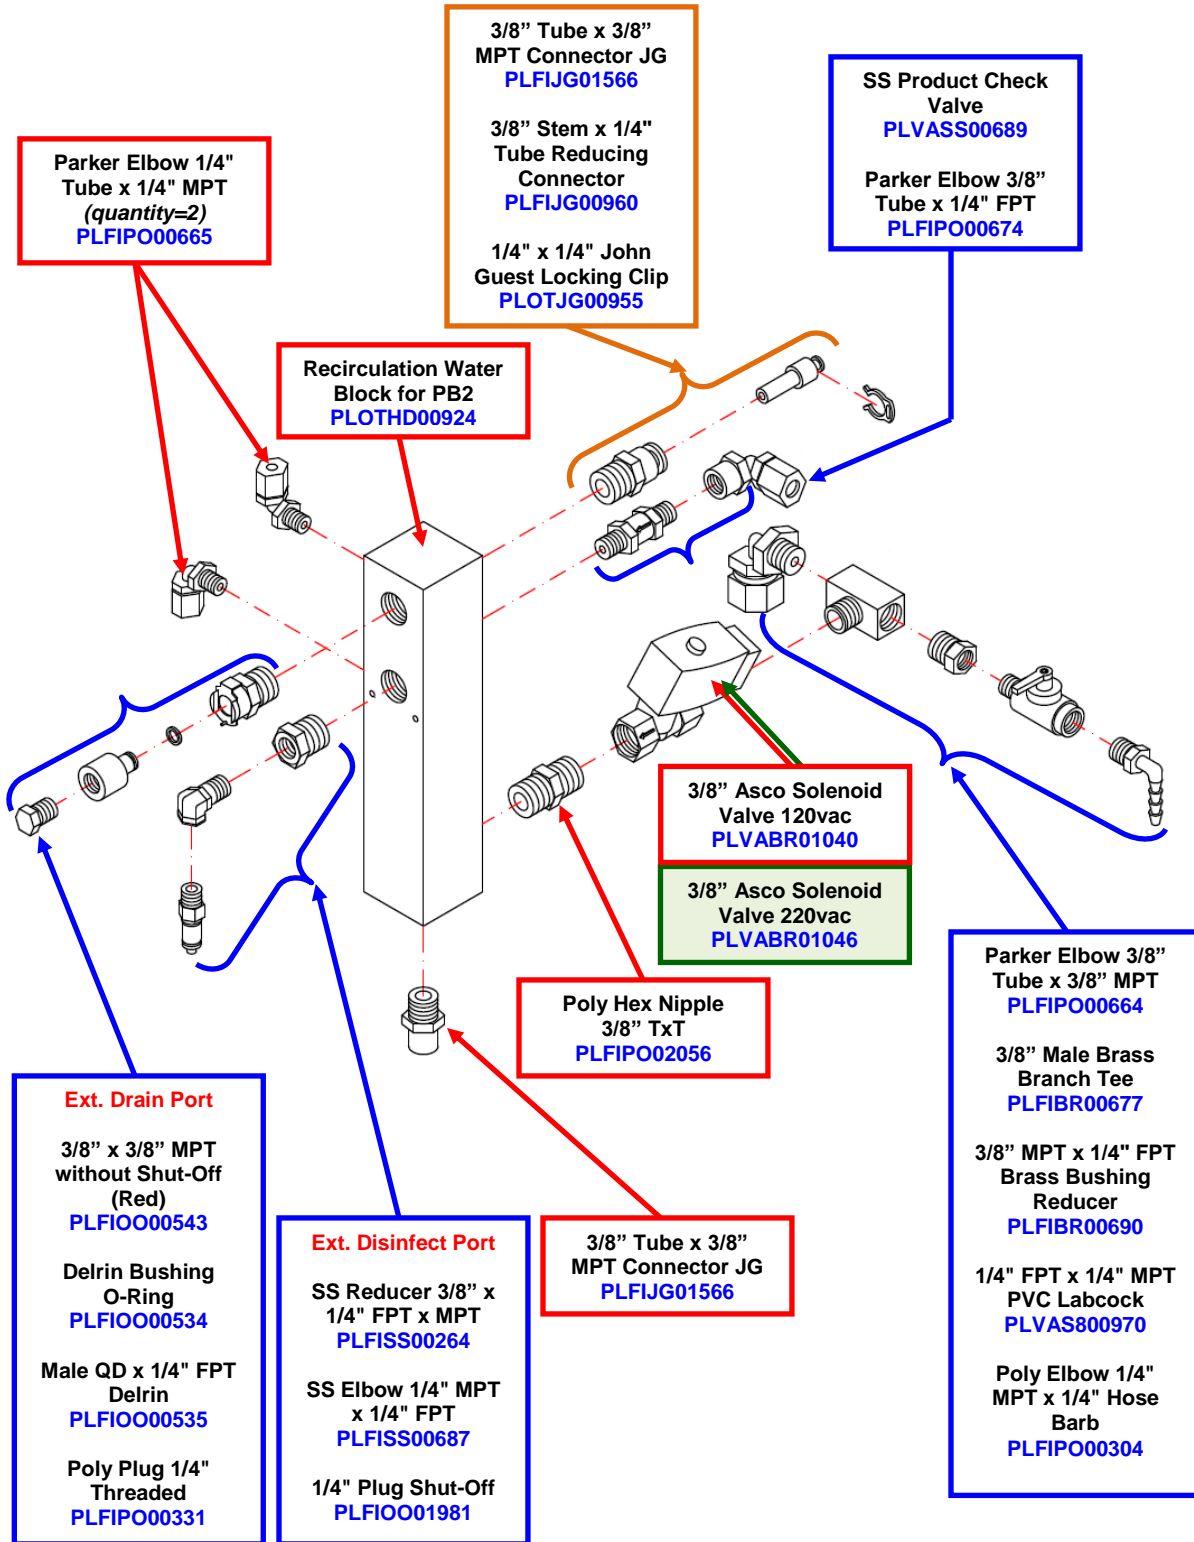 3/8” Tube x 3/8”
MPT Connector JG
PLFIJG01566
3/8” Stem x 1/4"
Tube Reducing
Connector
PLFIJG00960
1/4" x 1/4" John
Guest Locking Clip
PLOTJG00955
SS Product Check
Valve
PLVASS00689
Parker Elbow 3/8”
Tube x 1/4” FPT
PLFIPO00674
Parker Elbow 1/4"
Tube x 1/4" MPT
(quantity=2)
PLFIPO00665
Recirculation Water
Block for PB2
PLOTHD00924
3/8” Asco Solenoid
Valve 120vac
PLVABR01040
3/8” Asco Solenoid
Valve 220vac
PLVABR01046
Poly Hex Nipple
3/8” TxT
PLFIPO02056
Parker Elbow 3/8”
Tube x 3/8” MPT
PLFIPO00664
3/8” Male Brass
Branch Tee
PLFIBR00677
3/8” MPT x 1/4" FPT
Brass Bushing
Reducer
PLFIBR00690
1/4" FPT x 1/4" MPT
PVC Labcock
PLVAS800970
Poly Elbow 1/4"
MPT x 1/4" Hose
Barb
PLFIPO00304
Ext. Drain Port
3/8” x 3/8” MPT
without Shut-Off
(Red)
PLFIOO00543
Delrin Bushing
O-Ring
PLFIOO00534
Male QD x 1/4" FPT
Delrin
PLFIOO00535
Poly Plug 1/4"
Threaded
PLFIPO00331
Ext. Disinfect Port
SS Reducer 3/8” x
1/4" FPT x MPT
PLFISS00264
SS Elbow 1/4" MPT
x 1/4" FPT
PLFISS00687
1/4" Plug Shut-Off
PLFIOO01981
3/8” Tube x 3/8”
MPT Connector JG
PLFIJG01566